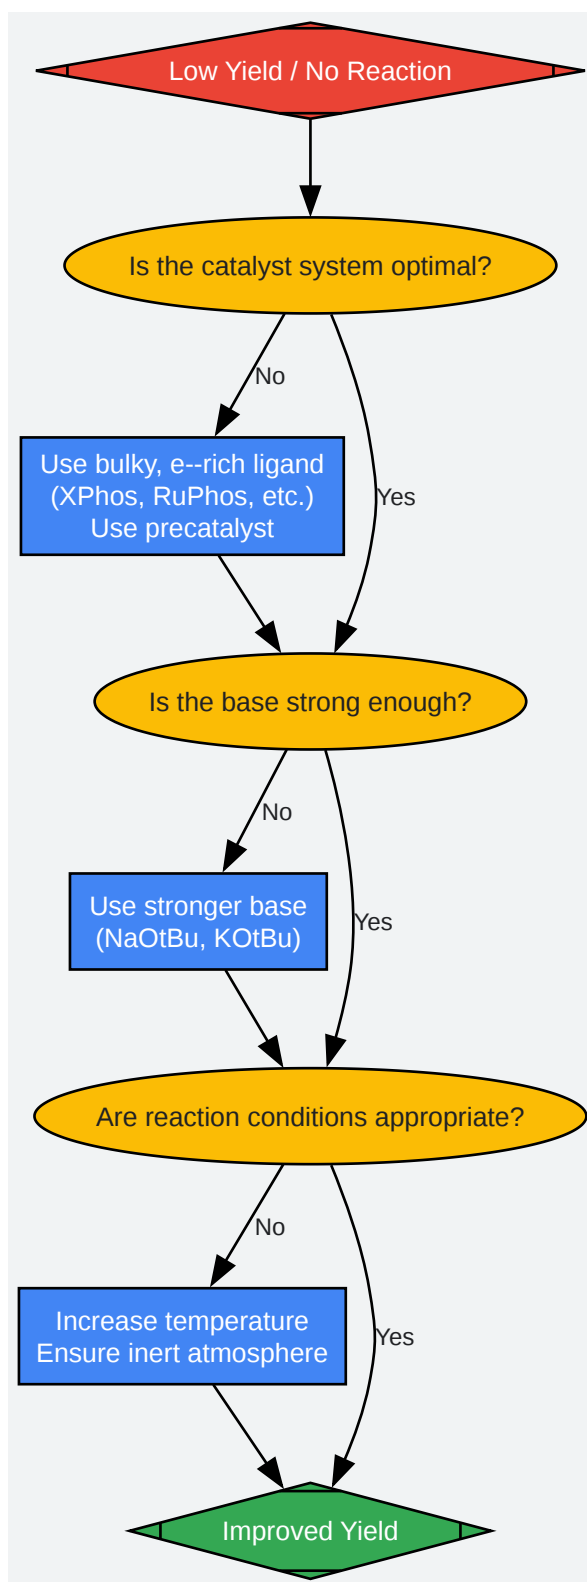 Low Yield / No Reaction
Is the catalyst system optimal?
No
Use bulky, e--rich ligand
(XPhos, RuPhos, etc.)
Use precatalyst
Yes
Is the base strong enough?
No
Use stronger base
(NaOtBu, KOtBu)
Yes
Are reaction conditions appropriate?
No
Increase temperature
Ensure inert atmosphere
Yes
Improved Yield